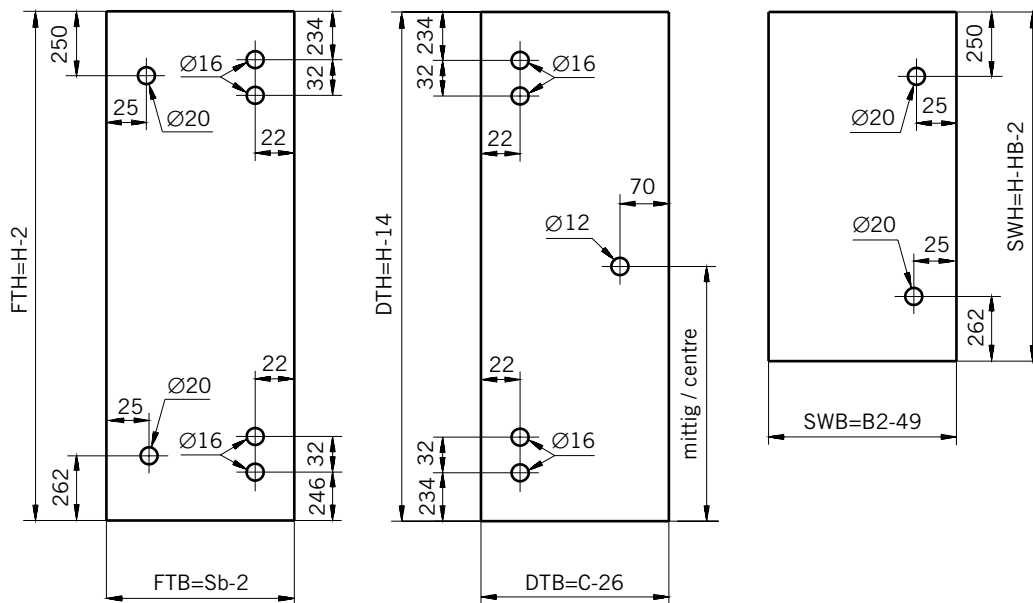 250
25
Ø20
Ø16
234
32
22
FTH=H-2
25
Ø20
262
22
Ø16
32
246
FTB=Sb-2
234
32
Ø16
22
70
Ø12
DTH=H-14
mittig / centre
22
32
234
Ø16
DTB=C-26
250
25
Ø20
SWH=H-HB-2
Ø20
25
262
SWB=B2-49